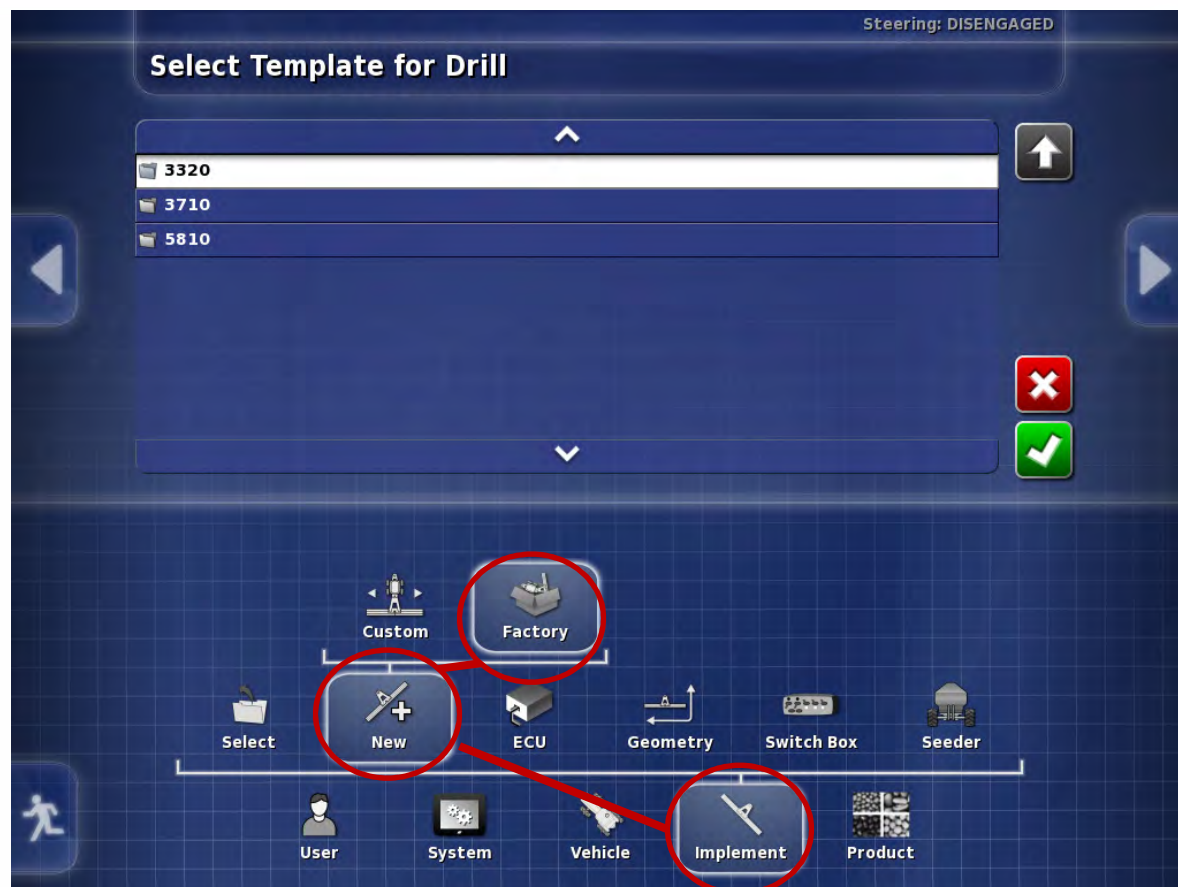 Steering: DISENGAGED
Select Template for Drill
3320
3710
5810
Custom Factory
Select New ECU Geometry Switch Box Seeder
User System Vehicle Implement Product